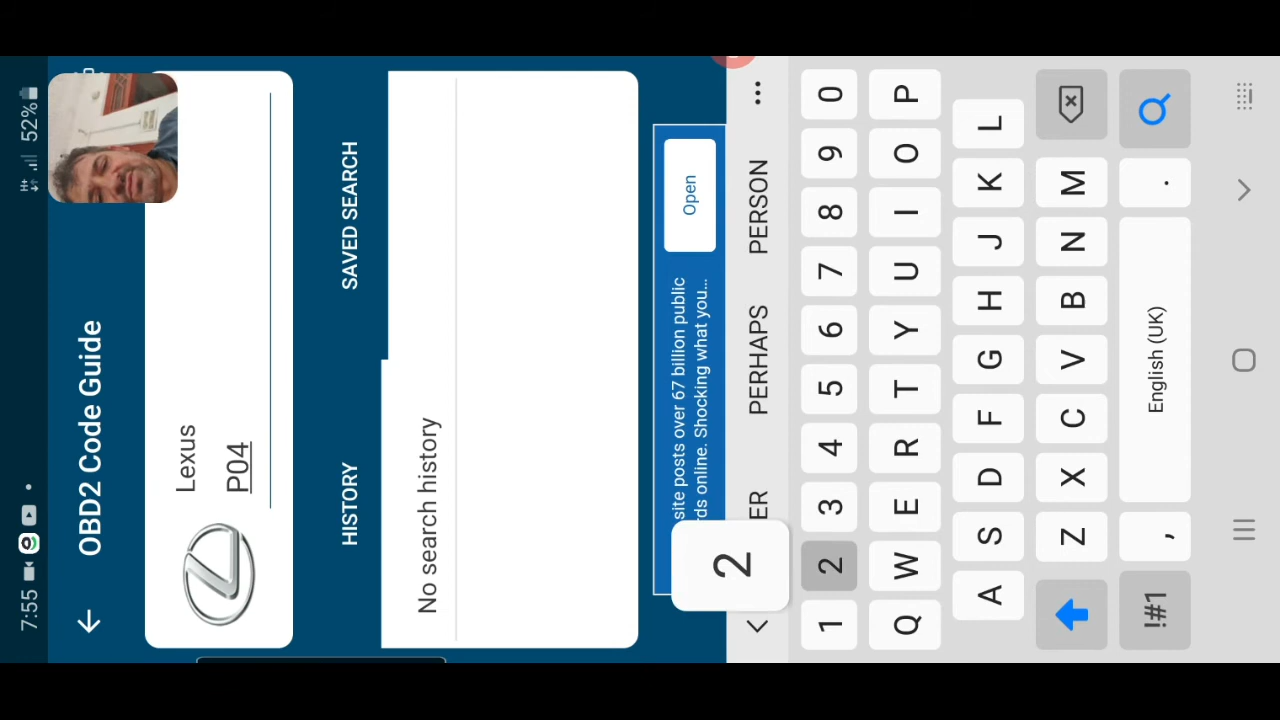 7:55
H+ 52%
OBD2 Code Guide
Lexus
P04
HISTORY
SAVED SEARCH
No search history
site posts over 67 billion public
rds online. Shocking what you...
Open
ER
PERHAPS
PERSON
...
2
1 2 3 4 5 6 7 8 9 0
Q W E R T Y U I O P
A S D F G H J K L
Z X C V B N M
!#1
,
English (UK)
.